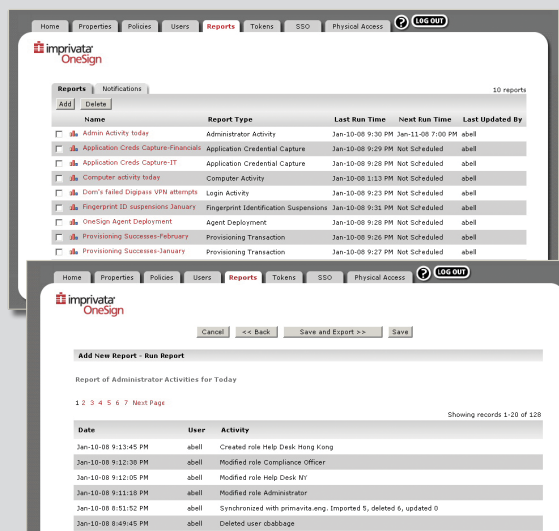 Home Properties Policies Users Reports Tokens SSO Physical Access ? LOG OUT
imprivata
OneSign
Reports Notifications 10 reports
Add Delete
Name Report Type Last Run Time Next Run Time Last Updated By
Admin Activity today Administrator Activity Jan-10-08 9:30 PM Jan-11-08 7:00 PM abell
Application Creds Capture-Financials Application Credential Capture Jan-10-08 9:29 PM Not Scheduled abell
Application Creds Capture-IT Application Credential Capture Jan-10-08 9:28 PM Not Scheduled abell
Computer activity today Computer Activity Jan-10-08 1:13 PM Not Scheduled abell
Dom's failed Digipass VPN attempts Login Activity Jan-10-08 9:23 PM Not Scheduled abell
Fingerprint ID suspensions January Fingerprint Identification Suspensions Jan-10-08 9:31 PM Not Scheduled abell
OneSign Agent Deployment Agent Deployment Jan-10-08 9:28 PM Not Scheduled abell
Provisioning Successes-February Provisioning Transaction Jan-10-08 9:26 PM Not Scheduled abell
Provisioning Successes-January Provisioning Transaction Jan-10-08 9:27 PM Not Scheduled abell
Home Properties Policies Users Reports Tokens SSO Physical Access ? LOG OUT
imprivata
OneSign
Cancel << Back Save and Export >> Save
Add New Report - Run Report
Report of Administrator Activities for Today
1 2 3 4 5 6 7 Next Page
Showing records 1-20 of 128
Date User Activity
Jan-10-08 9:13:45 PM abell Created role Help Desk Hong Kong
Jan-10-08 9:12:38 PM abell Modified role Compliance Officer
Jan-10-08 9:12:05 PM abell Modified role Help Desk NY
Jan-10-08 9:11:18 PM abell Modified role Administrator
Jan-10-08 8:51:52 PM abell Synchronized with primavita.eng. Imported 5, deleted 6, updated 0
Jan-10-08 8:49:45 PM abell Deleted user cbabbage